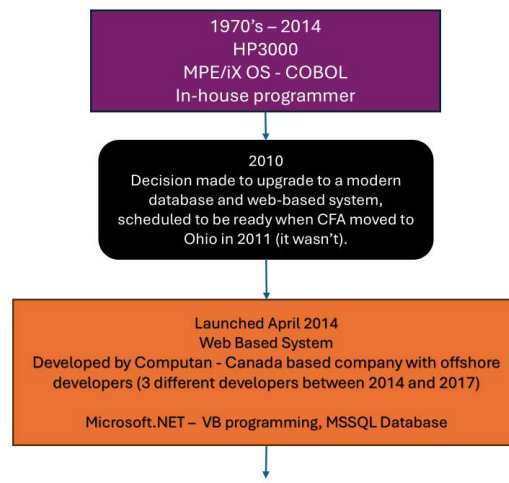 1970’s – 2014
HP3000
MPE/iX OS - COBOL
In-house programmer
2010
Decision made to upgrade to a modern
database and web-based system,
scheduled to be ready when CFA moved to
Ohio in 2011 (it wasn’t).
Launched April 2014
Web Based System
Developed by Computan - Canada based company with offshore
developers (3 different developers between 2014 and 2017)
Microsoft.NET – VB programming, MSSQL Database